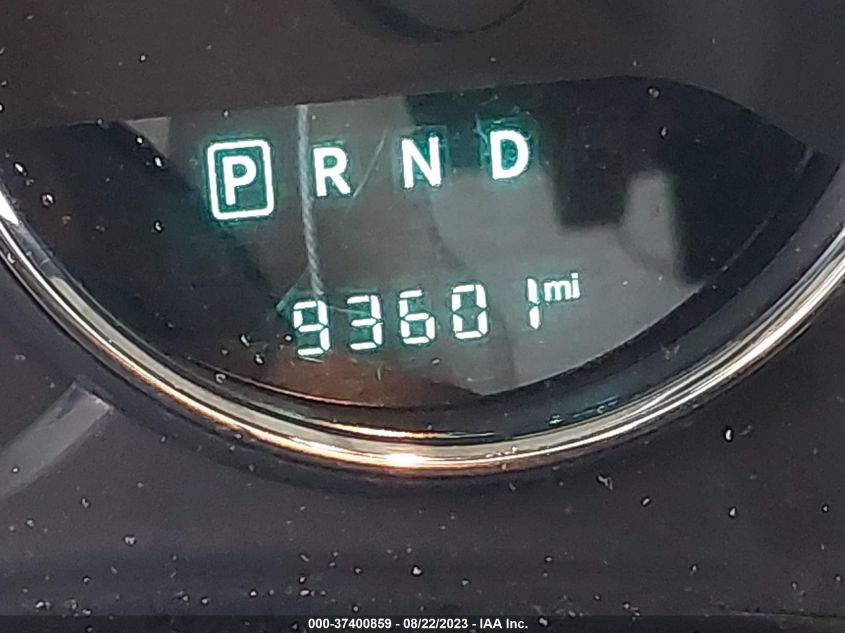 P R N D
93601 mi
000-37400859 - 08/22/2023 - IAA Inc.